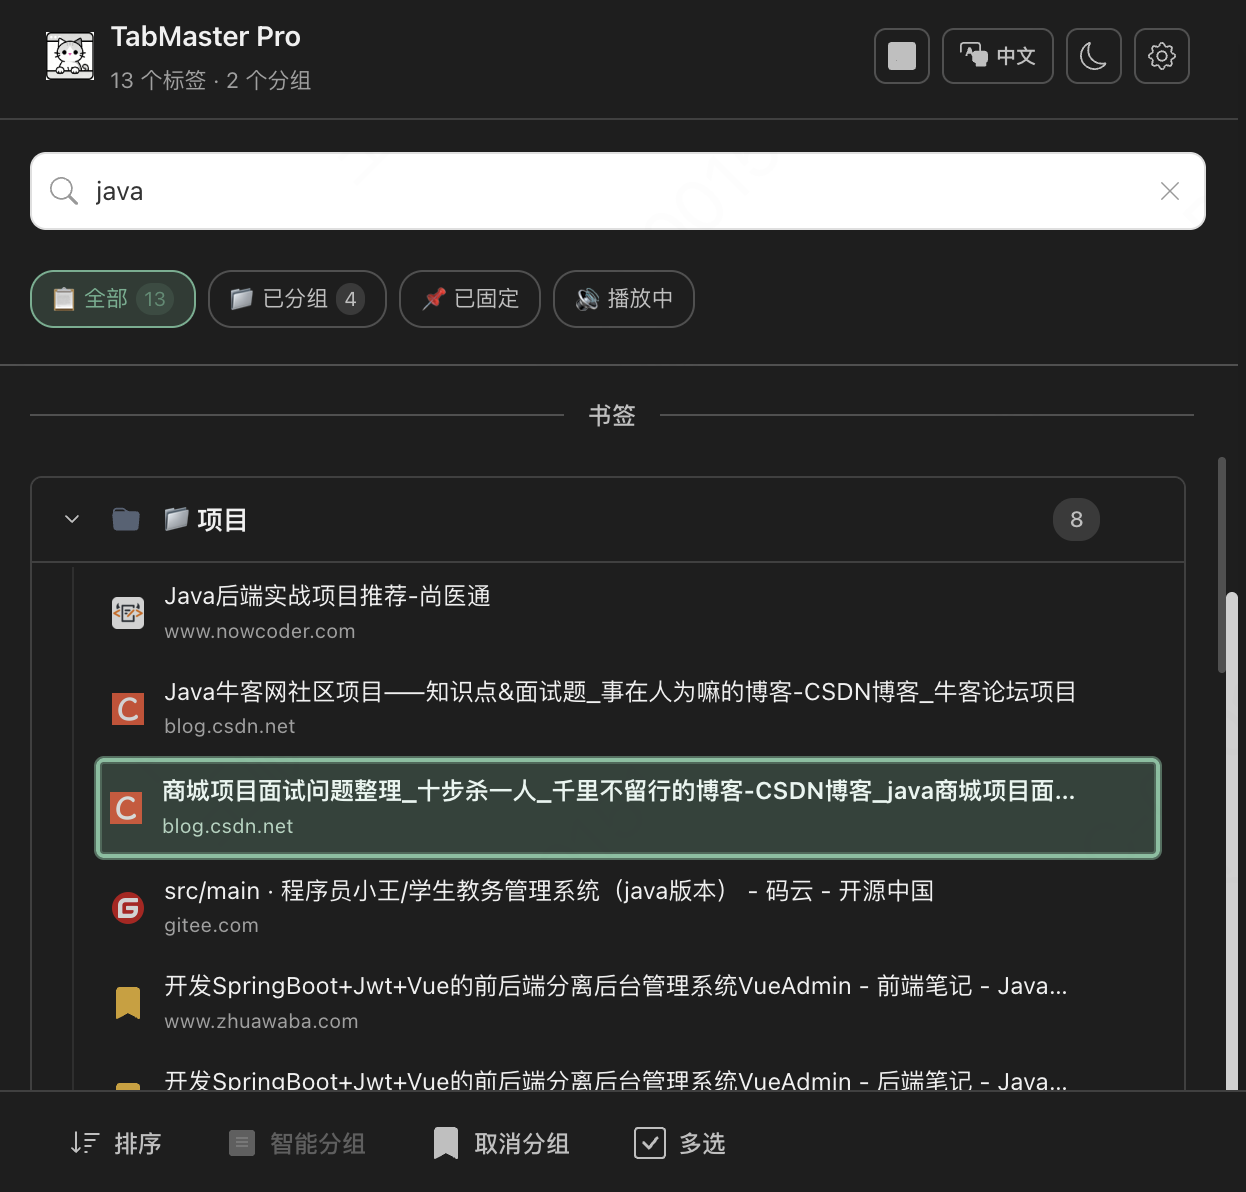 TabMaster Pro
13 个标签 · 2 个分组
中文
java
全部 13
已分组 4
已固定
播放中
书签
项目
8
Java后端实战项目推荐-尚医通
www.nowcoder.com
Java牛客网社区项目——知识点&面试题_事在人为嘛的博客-CSDN博客_牛客论坛项目
blog.csdn.net
商城项目面试问题整理_十步杀一人_千里不留行的博客-CSDN博客_java商城项目面...
blog.csdn.net
src/main · 程序员小王/学生教务管理系统（java版本） - 码云 - 开源中国
gitee.com
开发SpringBoot+Jwt+Vue的前后端分离后台管理系统VueAdmin - 前端笔记 - Java...
www.zhuawaba.com
开发SpringBoot+Jwt+Vue的前后端分离后台管理系统VueAdmin - 后端笔记 - Java...
排序
智能分组
取消分组
多选